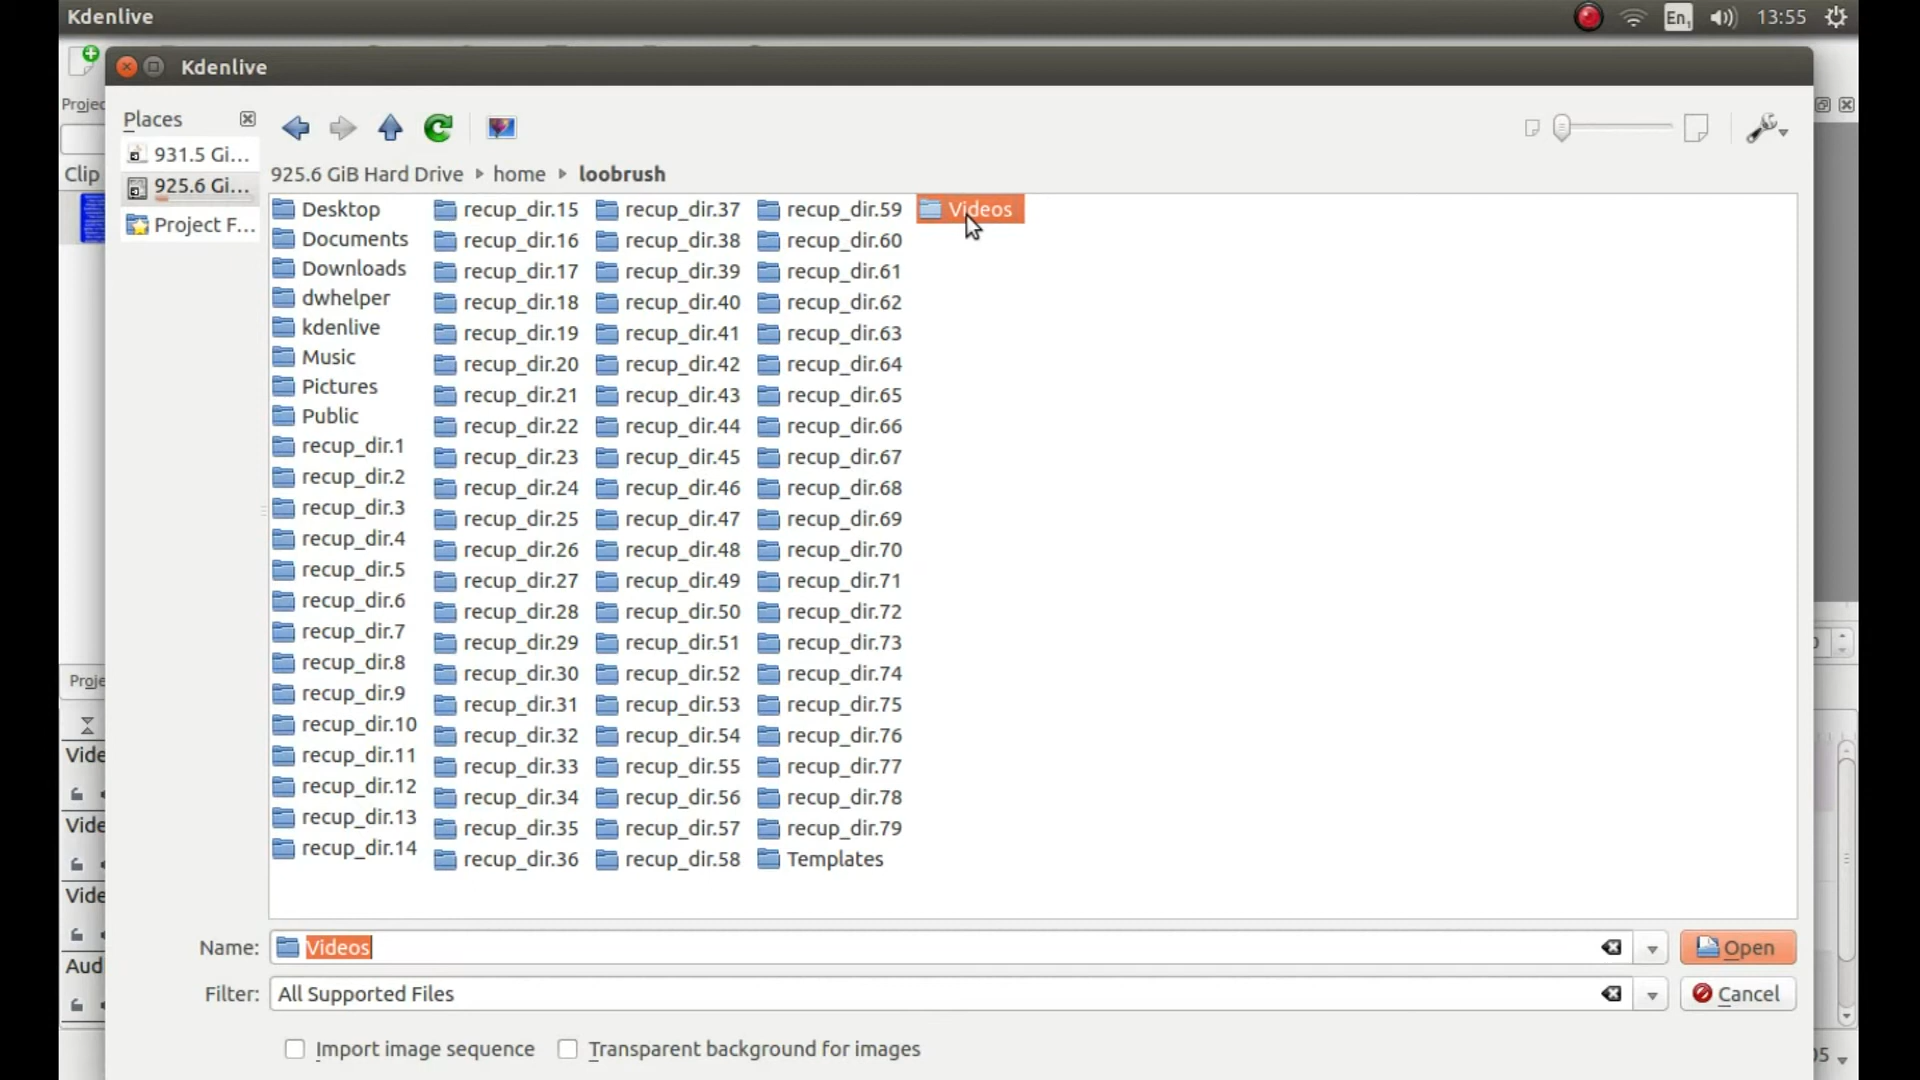 Kdenlive
En1
13:55
Kdenlive
Places
931.5 Gi...
925.6 Gi...
Project F...
925.6 GiB Hard Drive
home
loobrush
Desktop
Documents
Downloads
dwhelper
kdenlive
Music
Pictures
Public
recup_dir.1
recup_dir.2
recup_dir.3
recup_dir.4
recup_dir.5
recup_dir.6
recup_dir.7
recup_dir.8
recup_dir.9
recup_dir.10
recup_dir.11
recup_dir.12
recup_dir.13
recup_dir.14
recup_dir.15
recup_dir.16
recup_dir.17
recup_dir.18
recup_dir.19
recup_dir.20
recup_dir.21
recup_dir.22
recup_dir.23
recup_dir.24
recup_dir.25
recup_dir.26
recup_dir.27
recup_dir.28
recup_dir.29
recup_dir.30
recup_dir.31
recup_dir.32
recup_dir.33
recup_dir.34
recup_dir.35
recup_dir.36
recup_dir.37
recup_dir.38
recup_dir.39
recup_dir.40
recup_dir.41
recup_dir.42
recup_dir.43
recup_dir.44
recup_dir.45
recup_dir.46
recup_dir.47
recup_dir.48
recup_dir.49
recup_dir.50
recup_dir.51
recup_dir.52
recup_dir.53
recup_dir.54
recup_dir.55
recup_dir.56
recup_dir.57
recup_dir.58
recup_dir.59
recup_dir.60
recup_dir.61
recup_dir.62
recup_dir.63
recup_dir.64
recup_dir.65
recup_dir.66
recup_dir.67
recup_dir.68
recup_dir.69
recup_dir.70
recup_dir.71
recup_dir.72
recup_dir.73
recup_dir.74
recup_dir.75
recup_dir.76
recup_dir.77
recup_dir.78
recup_dir.79
Templates
Videos
Name: Videos
Open
Filter: All Supported Files
Cancel
Import image sequence
Transparent background for images
Projec
Clip
Proje
Vide
Vide
Vide
Aud